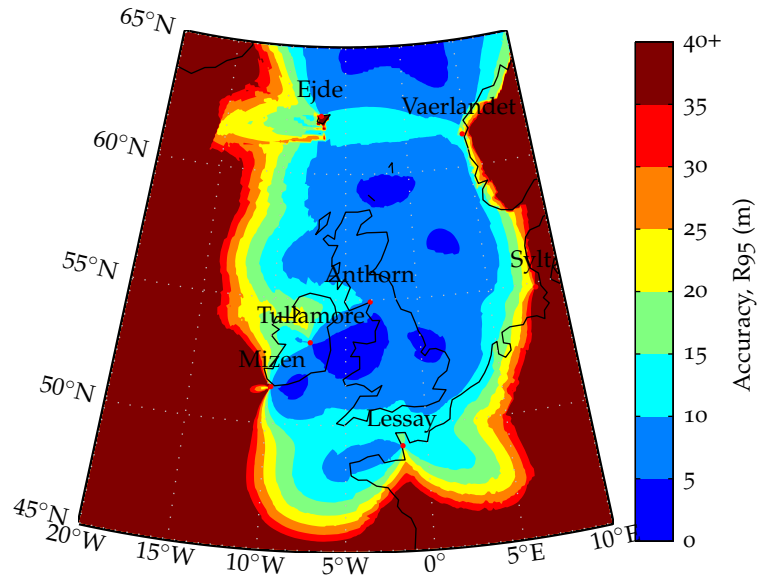 65°N
60°N
55°N
50°N
45°N
20°W
15°W
10°W
5°W
0°
5°E
10°E
Ejde
Vaerlandet
Sylt
Anthorn
Tullamore
Mizen
Lessay
40+
35
30
25
20
15
10
5
0
Accuracy, R95 (m)